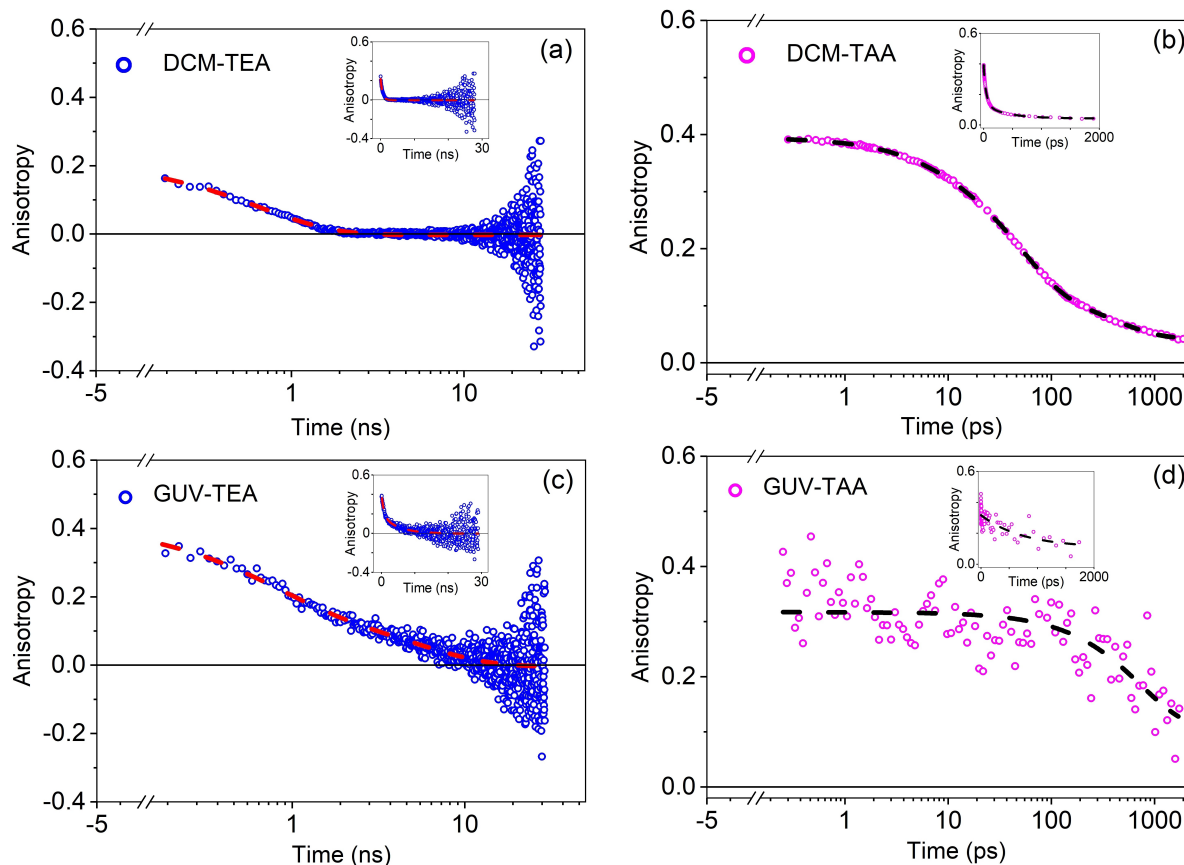 0.6
(a)
DCM-TEA
0.4
0.2
0.0
-0.2
-0.4
Anisotropy
-5
1
10
Time (ns)
0.6
0
-0.4
Anisotropy
0
30
Time (ns)
0.6
(b)
DCM-TAA
0.4
0.2
0.0
Anisotropy
-5
1
10
100
1000
Time (ps)
0.6
0.0
Anisotropy
0
2000
Time (ps)
0.6
(c)
GUV-TEA
0.4
0.2
0.0
-0.2
-0.4
Anisotropy
-5
1
10
Time (ns)
0.6
0
-0.4
Anisotropy
0
30
Time (ns)
0.6
(d)
GUV-TAA
0.4
0.2
0.0
Anisotropy
-5
1
10
100
1000
Time (ps)
0.6
0.0
Anisotropy
0
2000
Time (ps)